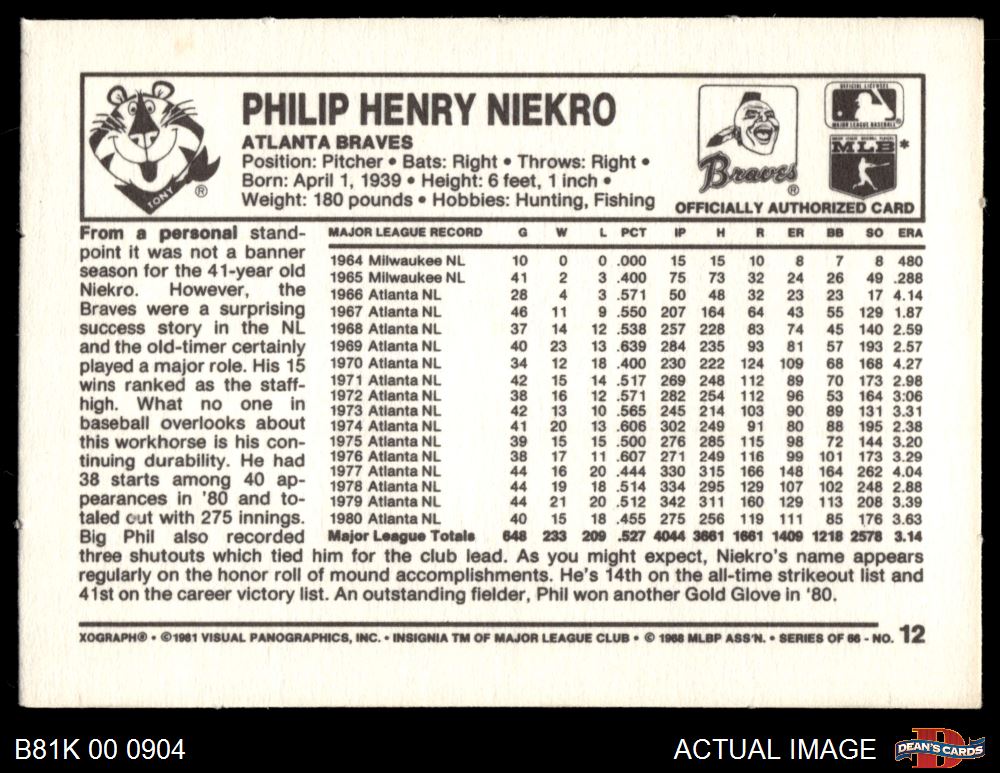 TONY ®
PHILIP HENRY NIEKRO
ATLANTA BRAVES
Position: Pitcher • Bats: Right • Throws: Right •
Born: April 1, 1939 • Height: 6 feet, 1 inch •
Weight: 180 pounds • Hobbies: Hunting, Fishing
Braves ®
MAJOR LEAGUE BASEBALL®
MLB *
OFFICIALLY AUTHORIZED CARD
From a personal stand-
point it was not a banner
season for the 41-year old
Niekro. However, the
Braves were a surprising
success story in the NL
and the old-timer certainly
played a major role. His 15
wins ranked as the staff-
high. What no one in
baseball overlooks about
this workhorse is his con-
tinuing durability. He had
38 starts among 40 ap-
pearances in '80 and to-
taled out with 275 innings.
Big Phil also recorded
three shutouts which tied him for the club lead. As you might expect, Niekro's name appears
regularly on the honor roll of mound accomplishments. He's 14th on the all-time strikeout list and
41st on the career victory list. An outstanding fielder, Phil won another Gold Glove in '80.
MAJOR LEAGUE RECORD G W L PCT IP H R ER BB SO ERA
1964 Milwaukee NL 10 0 0 .000 15 15 10 8 7 8 480
1965 Milwaukee NL 41 2 3 .400 75 73 32 24 26 49 .288
1966 Atlanta NL 28 4 3 .571 50 48 32 23 23 17 4.14
1967 Atlanta NL 46 11 9 .550 207 164 64 43 55 129 1.87
1968 Atlanta NL 37 14 12 .538 257 228 83 74 45 140 2.59
1969 Atlanta NL 40 23 13 .639 284 235 93 81 57 193 2.57
1970 Atlanta NL 34 12 18 .400 230 222 124 109 68 168 4.27
1971 Atlanta NL 42 15 14 .517 269 248 112 89 70 173 2.98
1972 Atlanta NL 38 16 12 .571 282 254 112 96 53 164 3:06
1973 Atlanta NL 42 13 10 .565 245 214 103 90 89 131 3.31
1974 Atlanta NL 41 20 13 .606 302 249 91 80 88 195 2.38
1975 Atlanta NL 39 15 15 .500 276 285 115 98 72 144 3.20
1976 Atlanta NL 38 17 11 .607 271 249 116 99 101 173 3.29
1977 Atlanta NL 44 16 20 .444 330 315 166 148 164 262 4.04
1978 Atlanta NL 44 19 18 .514 334 295 129 107 102 248 2.88
1979 Atlanta NL 44 21 20 .512 342 311 160 129 113 208 3.39
1980 Atlanta NL 40 15 18 .455 275 256 119 111 85 176 3.63
Major League Totals 648 233 209 .527 4044 3661 1661 1409 1218 2578 3.14
XOGRAPH® • ©1981 VISUAL PANOGRAPHICS, INC. • INSIGNIA TM OF MAJOR LEAGUE CLUB • © 1968 MLBP ASS'N. • SERIES OF 66 - NO. 12
B81K 00 0904
ACTUAL IMAGE
DEAN'S CARDS